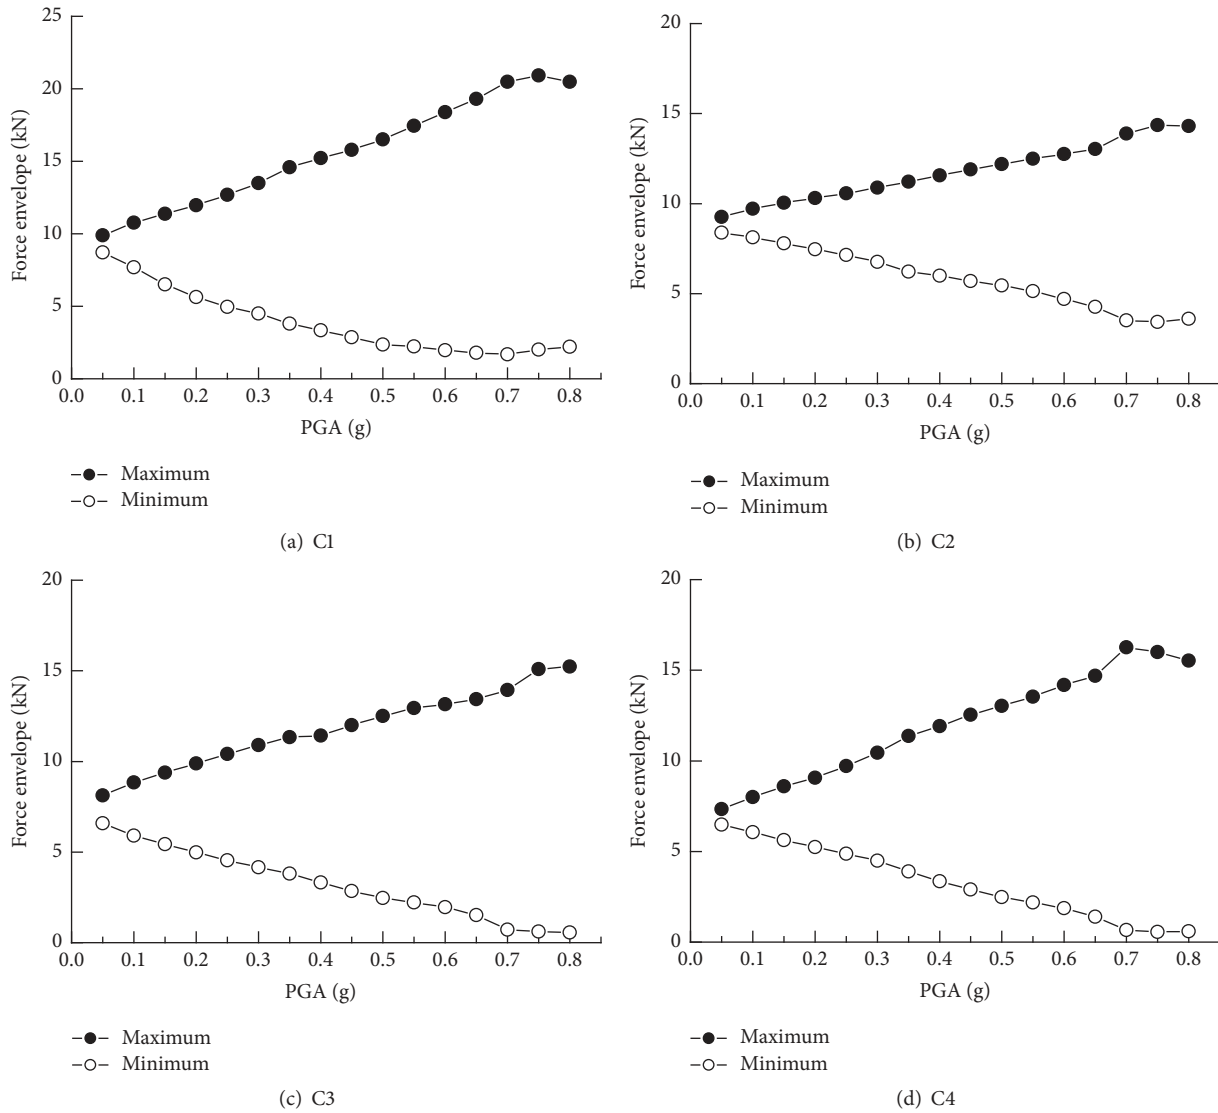 25
20
15
10
5
0
Force envelope (kN)
0.0 0.1 0.2 0.3 0.4 0.5 0.6 0.7 0.8
PGA (g)
Maximum
Minimum
(a) C1
20
15
10
5
0
Force envelope (kN)
0.0 0.1 0.2 0.3 0.4 0.5 0.6 0.7 0.8
PGA (g)
Maximum
Minimum
(b) C2
20
15
10
5
0
Force envelope (kN)
0.0 0.1 0.2 0.3 0.4 0.5 0.6 0.7 0.8
PGA (g)
Maximum
Minimum
(c) C3
20
15
10
5
0
Force envelope (kN)
0.0 0.1 0.2 0.3 0.4 0.5 0.6 0.7 0.8
PGA (g)
Maximum
Minimum
(d) C4